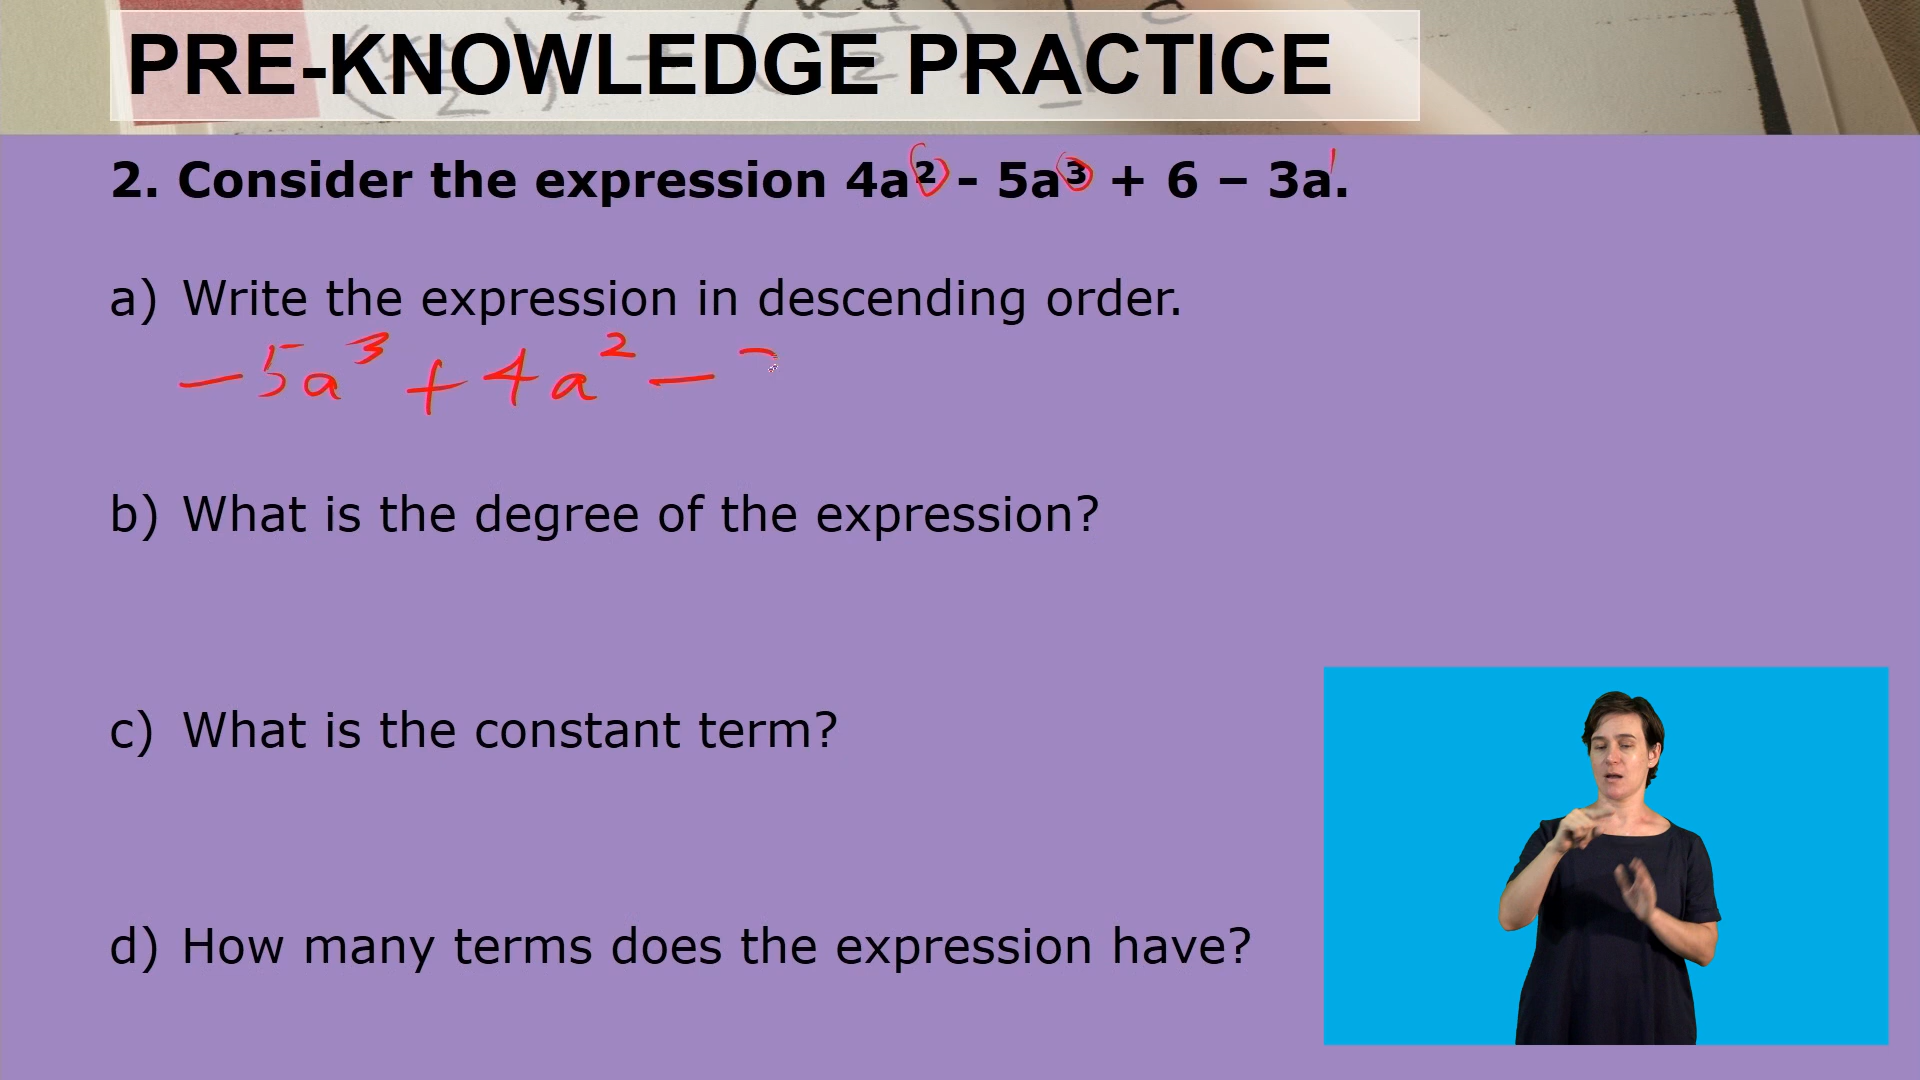 PRE-KNOWLEDGE PRACTICE
2. Consider the expression 4a² - 5a³ + 6 – 3a¹.
a) Write the expression in descending order.
-5a³ + 4a² -
b) What is the degree of the expression?
c) What is the constant term?
d) How many terms does the expression have?